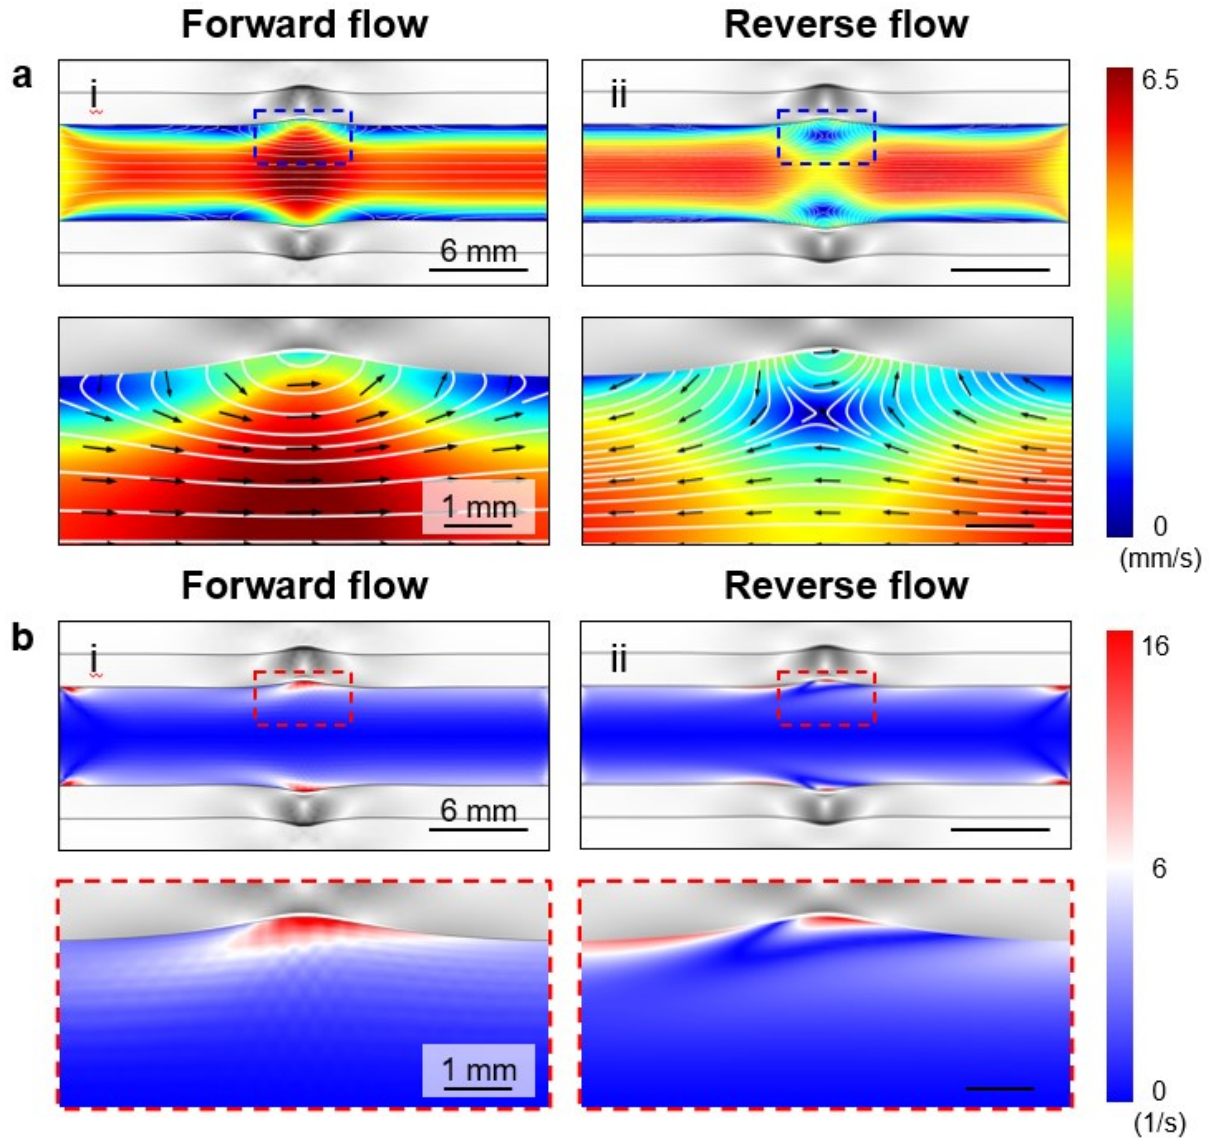 Forward flow
Reverse flow
a
i
ii
6.5
6 mm
1 mm
0
(mm/s)
Forward flow
Reverse flow
b
i
ii
16
6 mm
6
1 mm
0
(1/s)